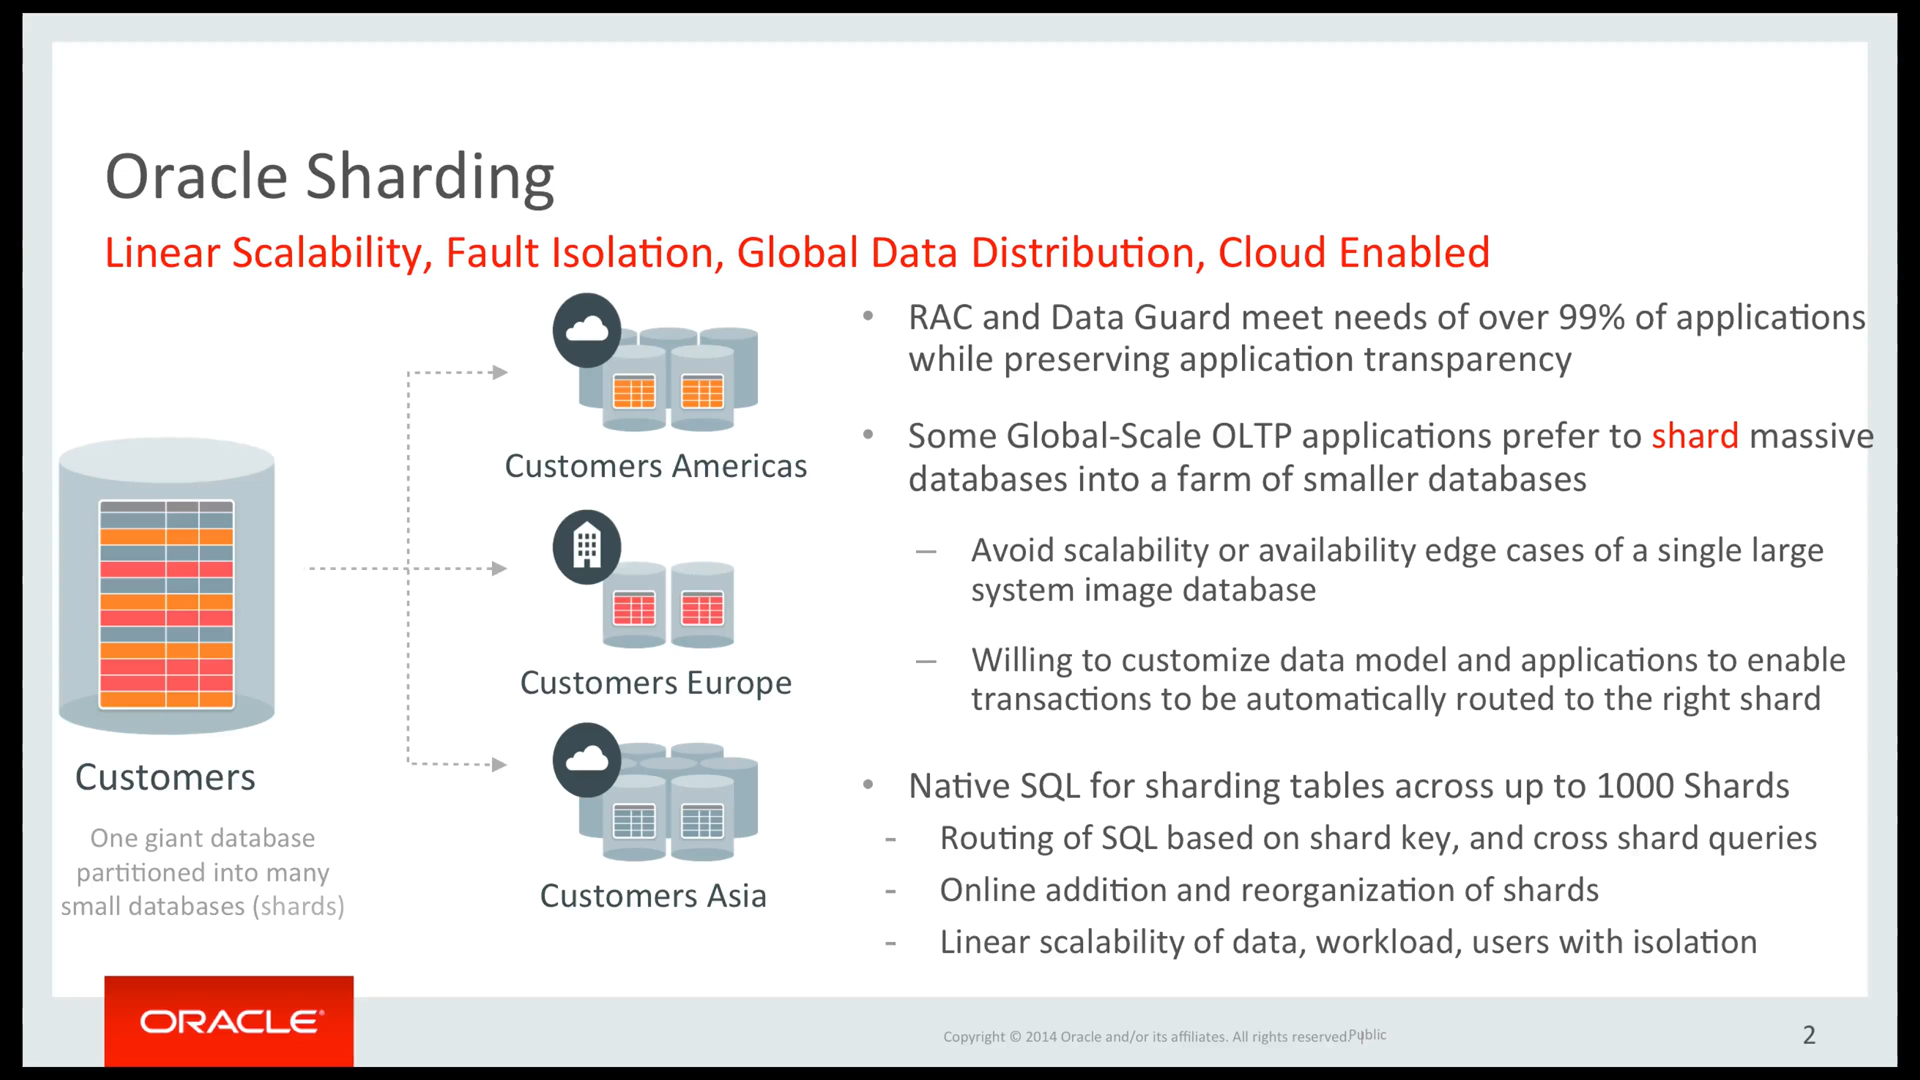 Oracle Sharding
Linear Scalability, Fault Isolation, Global Data Distribution, Cloud Enabled
Customers
One giant database
partitioned into many
small databases (shards)
Customers Americas
Customers Europe
Customers Asia
• RAC and Data Guard meet needs of over 99% of applications
while preserving application transparency
• Some Global-Scale OLTP applications prefer to shard massive
databases into a farm of smaller databases
– Avoid scalability or availability edge cases of a single large
system image database
– Willing to customize data model and applications to enable
transactions to be automatically routed to the right shard
• Native SQL for sharding tables across up to 1000 Shards
- Routing of SQL based on shard key, and cross shard queries
- Online addition and reorganization of shards
- Linear scalability of data, workload, users with isolation
ORACLE®
Copyright © 2014 Oracle and/or its affiliates. All rights reserved. | Public
2